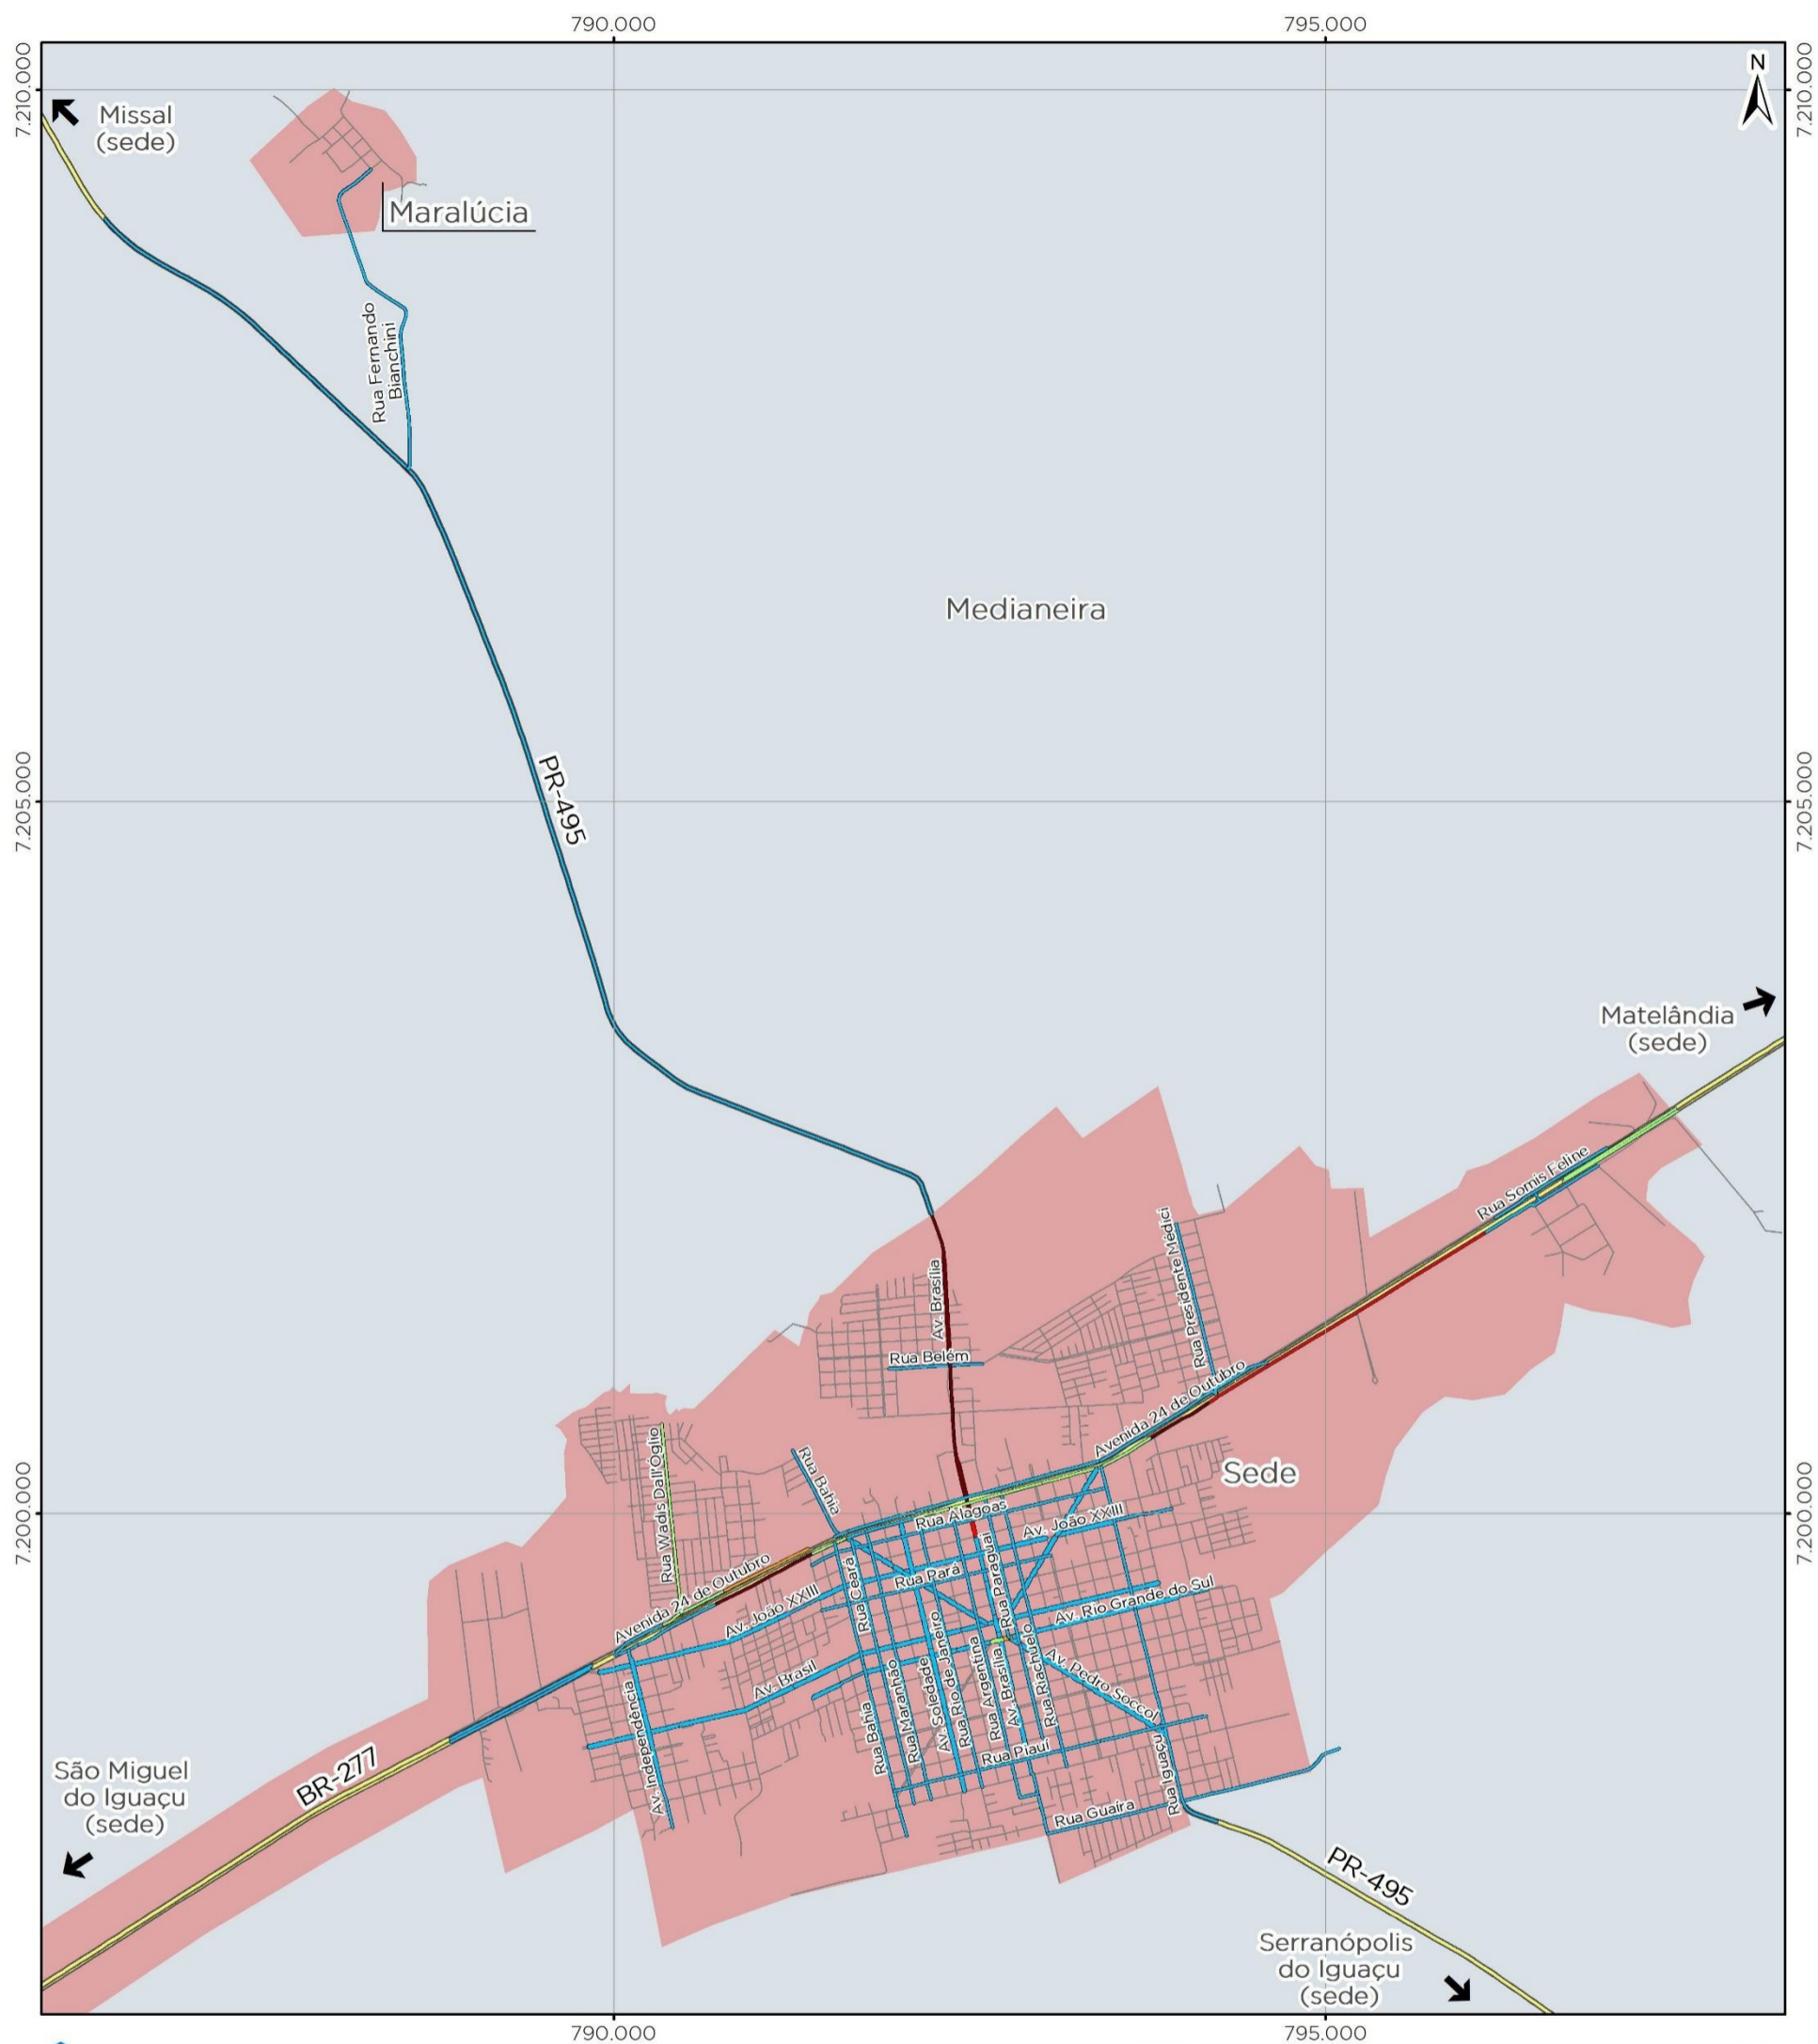 790.000
795.000
7.210.000
7.210.000
N
Missal
(sede)
Maralúcia
Rua Fernando
Bianchini
Medianeira
7.205.000
7.205.000
PR-495
Matelândia
(sede)
Rua Somis Feline
Rua Presidente Médici
Av. Brasília
Rua Belém
Avenida 24 de Outubro
Sede
Rua Wadis Dall'Óglio
Rua Bahia
7.200.000
7.200.000
Rua Alagoas
Av. João XXIII
Avenida 24 de Outubro
Av. João XXIII
Rua Ceará
Rua Pará
Rua Paraguai
Av. Rio Grande do Sul
Av. Brasil
Av. Independência
Rua Bahia
Rua Maranhão
Av. Soledade
Rua Rio de Janeiro
Rua Argentina
Av. Brasília
Rua Riachuelo
Av. Pedro Soccol
Rua Piauí
Rua Iguaçu
Rua Guaíra
BR-277
São Miguel
do Iguaçu
(sede)
PR-495
Serranópolis
do Iguaçu
(sede)
790.000
795.000